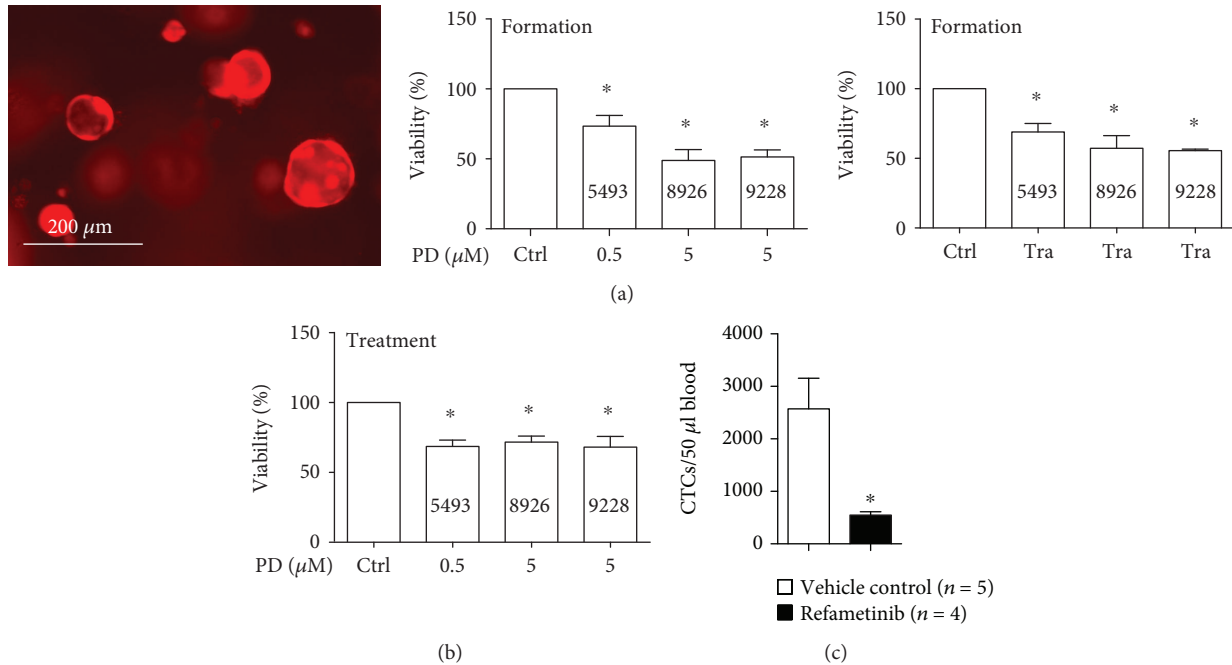 200 μm
150
Formation
100
50
0
Viability (%)
5493
8926
9228
PD (μM)
Ctrl
0.5
5
5
150
Formation
100
50
0
Viability (%)
5493
8926
9228
Ctrl
Tra
Tra
Tra
* * *
* * *
(a)
150
Treatment
100
50
0
Viability (%)
* * *
5493
8926
9228
PD (μM)
Ctrl
0.5
5
5
(b)
4000
3000
2000
1000
0
CTCs/50 μl blood
*
Vehicle control (n = 5)
Refametinib (n = 4)
(c)